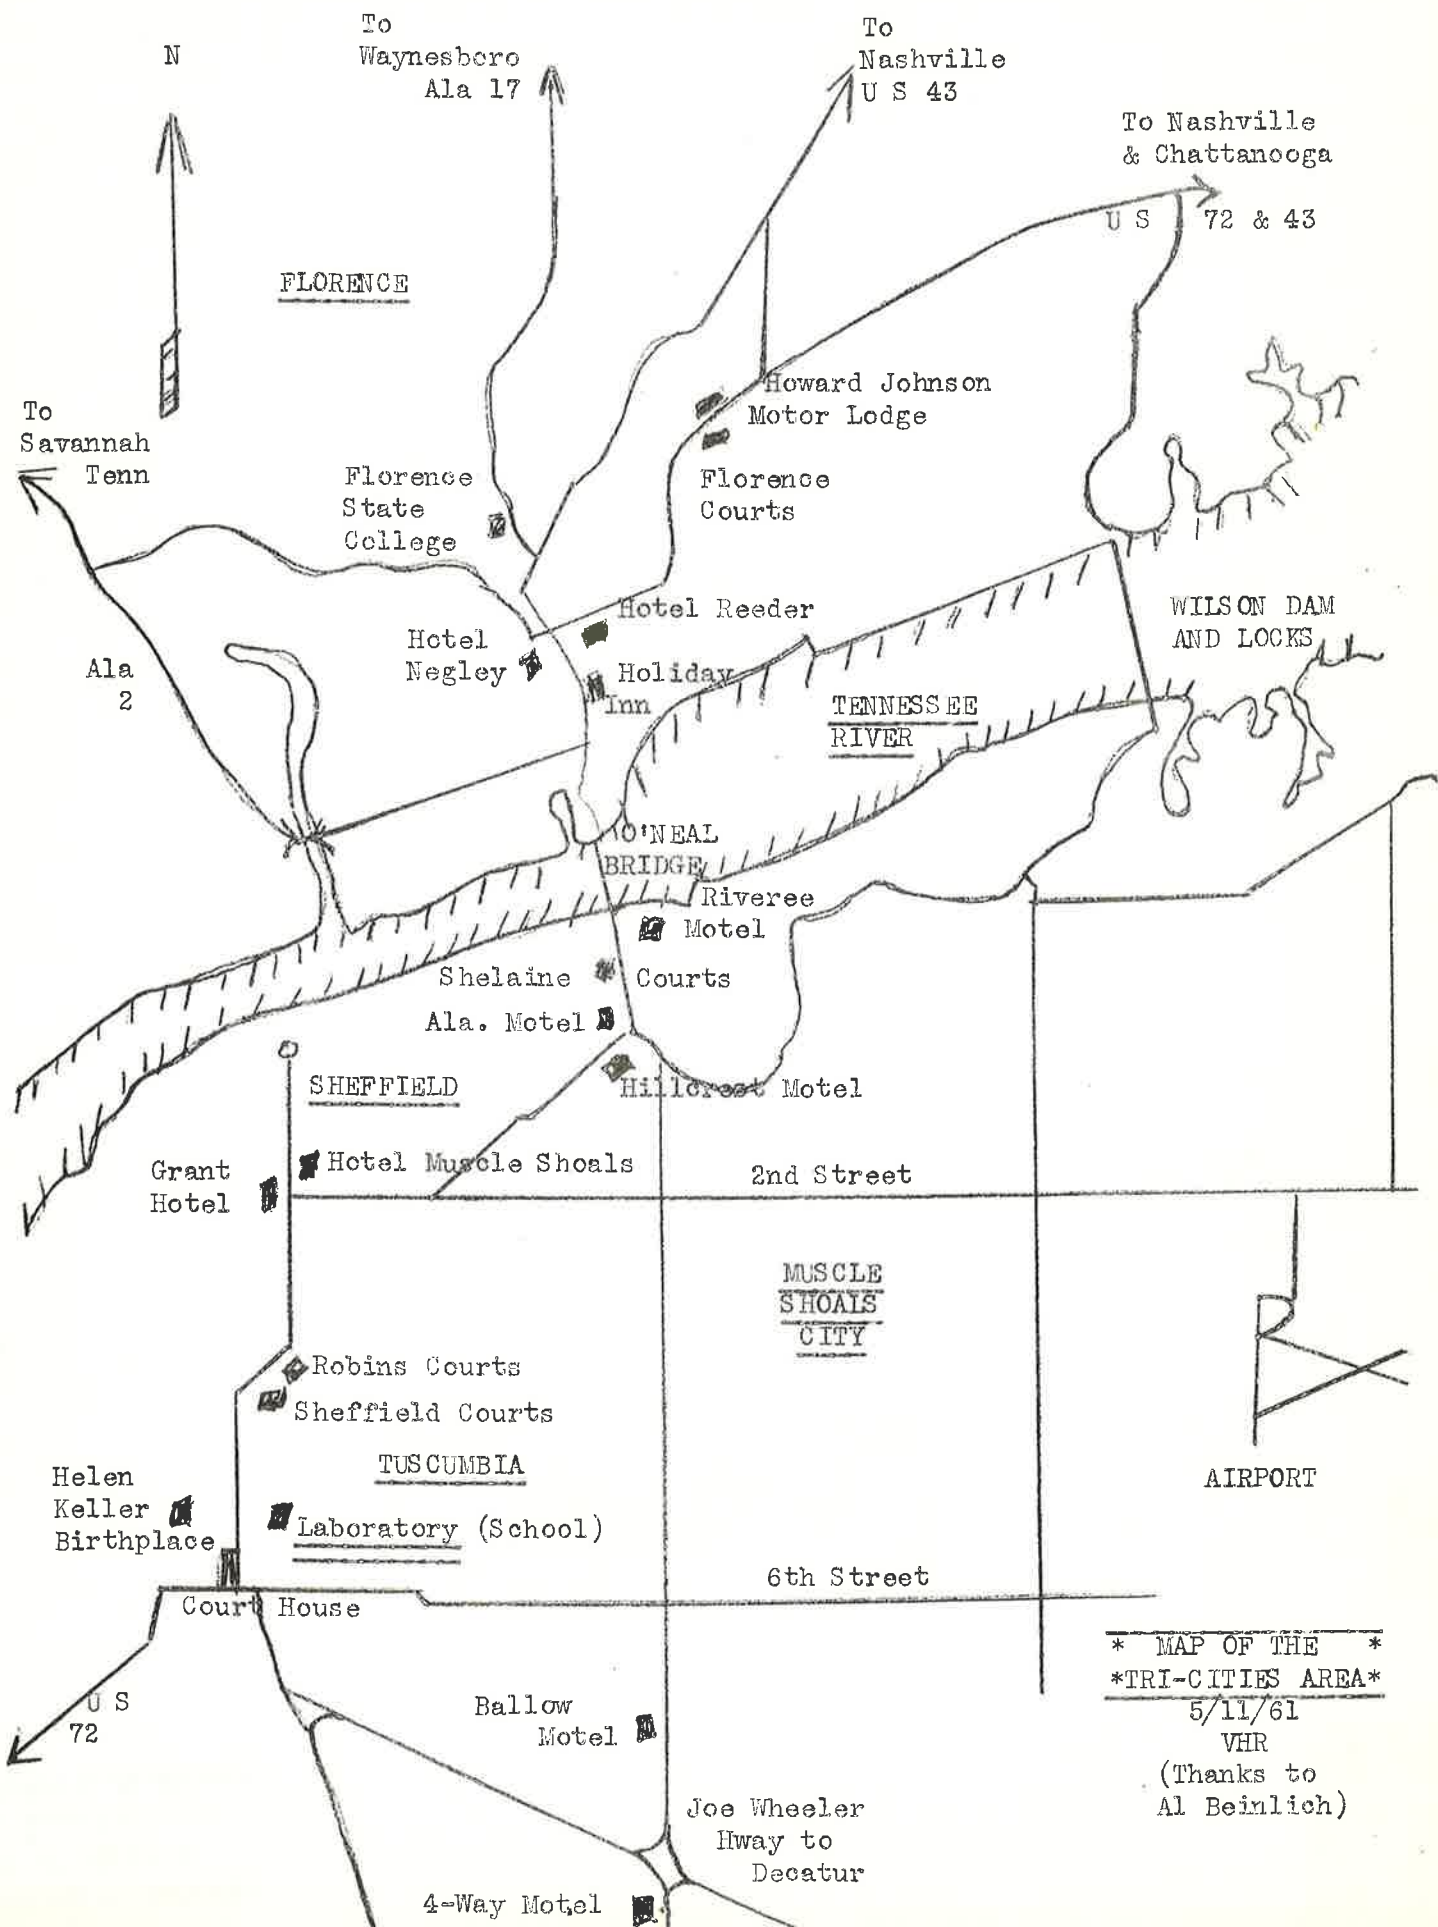 To
Waynesboro
Ala 17
N
To
Nashville
U S 43
To Nashville
& Chattanooga
U S 72 & 43
FLORENCE
Howard Johnson
Motor Lodge
To
Savannah
Tenn
Florence
State
College
Florence
Courts
Hotel Reeder
WILSON DAM
AND LOCKS
Hotel
Negley
Holiday
Inn
Ala
2
TENNESSEE
RIVER
O'NEAL
BRIDGE
Riveree
Motel
Shelaine Courts
Ala. Motel
SHEFFIELD
Hillcrest Motel
Grant
Hotel
Hotel Muscle Shoals
2nd Street
MUSCLE
SHOALS
CITY
Robins Courts
Sheffield Courts
TUSCUMBIA
AIRPORT
Helen
Keller
Birthplace
Laboratory (School)
6th Street
Court House
* MAP OF THE *
*TRI-CITIES AREA*
5/11/61
VHR
(Thanks to
Al Beinlich)
U S
72
Ballow
Motel
Joe Wheeler
Hway to
Decatur
4-Way Motel